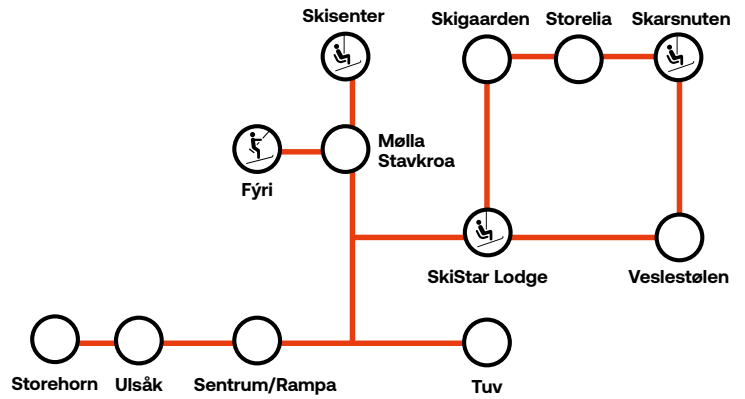 Skisenter
Skigaarden
Storelia
Skarsnuten
Mølla
Stavkroa
Fýri
SkiStar Lodge
Veslestølen
Storehorn
Ulsåk
Sentrum/Rampa
Tuv